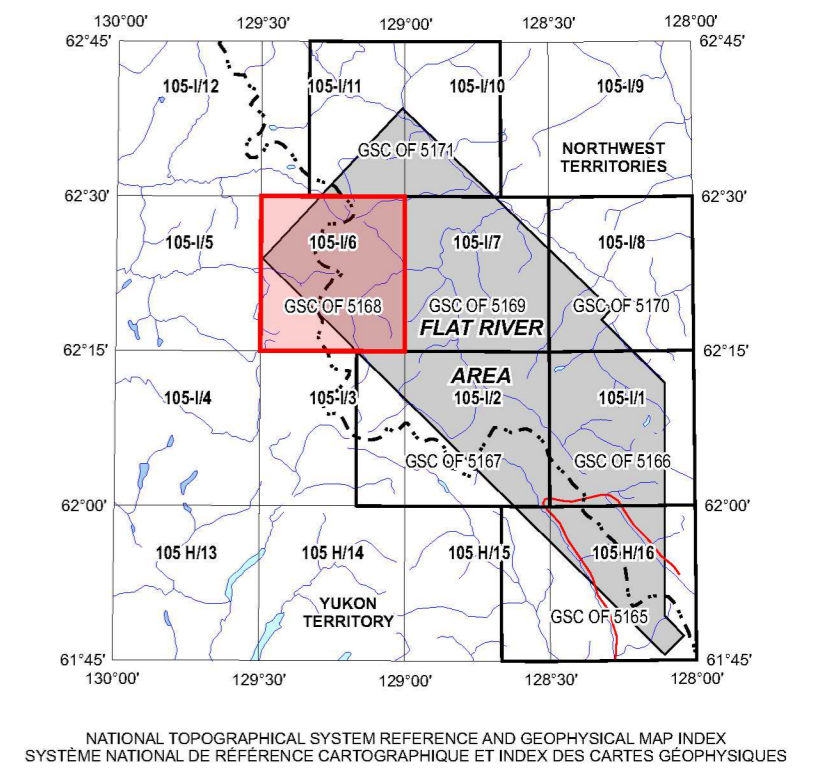 130°00' 129°30' 129°00' 128°30' 128°00'
62°45' 62°45'
105-I/12 105-I/11 105-I/10 105-I/9
GSC OF 5171
NORTHWEST
TERRITORIES
62°30' 62°30'
105-I/5 105-I/6 105-I/7 105-I/8
GSC OF 5168 GSC OF 5169 GSC OF 5170
FLAT RIVER
62°15' 62°15'
AREA
105-I/4 105-I/3 105-I/2 105-I/1
GSC OF 5167 GSC OF 5166
62°00' 62°00'
105 H/13 105 H/14 105 H/15 105 H/16
YUKON
TERRITORY
GSC OF 5165
61°45' 61°45'
130°00' 129°30' 129°00' 128°30' 128°00'
NATIONAL TOPOGRAPHICAL SYSTEM REFERENCE AND GEOPHYSICAL MAP INDEX
SYSTÈME NATIONAL DE RÉFÉRENCE CARTOGRAPHIQUE ET INDEX DES CARTES GÉOPHYSIQUES